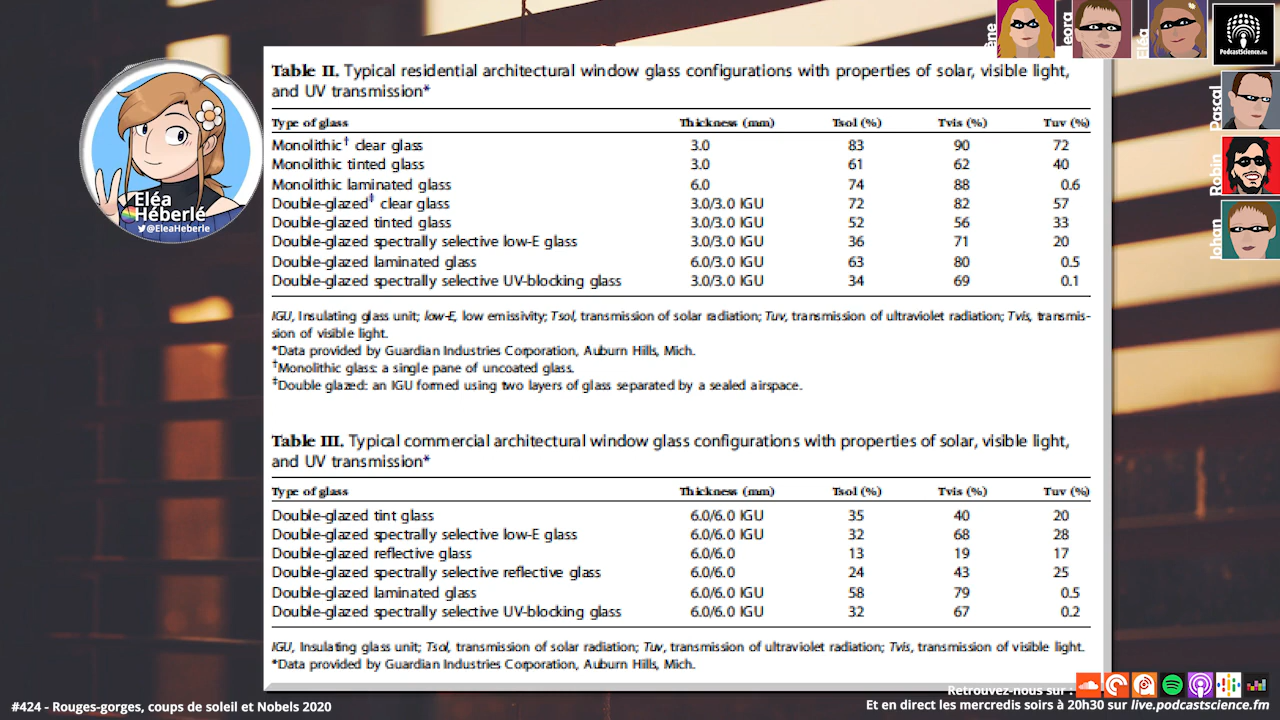 Table II. Typical residential architectural window glass configurations with properties of solar, visible light,
and UV transmission*
Type of glass Thickness (mm) Tsol (%) Tvis (%) Tuv (%)
Monolithic† clear glass 3.0 83 90 72
Monolithic tinted glass 3.0 61 62 40
Monolithic laminated glass 6.0 74 88 0.6
Double-glazed‡ clear glass 3.0/3.0 IGU 72 82 57
Double-glazed tinted glass 3.0/3.0 IGU 52 56 33
Double-glazed spectrally selective low-E glass 3.0/3.0 IGU 36 71 20
Double-glazed laminated glass 6.0/3.0 IGU 63 80 0.5
Double-glazed spectrally selective UV-blocking glass 3.0/3.0 IGU 34 69 0.1
IGU, Insulating glass unit; low-E, low emissivity; Tsol, transmission of solar radiation; Tuv, transmission of ultraviolet radiation; Tvis, transmis-
sion of visible light.
*Data provided by Guardian Industries Corporation, Auburn Hills, Mich.
†Monolithic glass: a single pane of uncoated glass.
‡Double glazed: an IGU formed using two layers of glass separated by a sealed airspace.
Table III. Typical commercial architectural window glass configurations with properties of solar, visible light,
and UV transmission*
Type of glass Thickness (mm) Tsol (%) Tvis (%) Tuv (%)
Double-glazed tint glass 6.0/6.0 IGU 35 40 20
Double-glazed spectrally selective low-E glass 6.0/6.0 IGU 32 68 28
Double-glazed reflective glass 6.0/6.0 13 19 17
Double-glazed spectrally selective reflective glass 6.0/6.0 24 43 25
Double-glazed laminated glass 6.0/6.0 IGU 58 79 0.5
Double-glazed spectrally selective UV-blocking glass 6.0/6.0 IGU 32 67 0.2
IGU, Insulating glass unit; Tsol, transmission of solar radiation; Tuv, transmission of ultraviolet radiation; Tvis, transmission of visible light.
*Data provided by Guardian Industries Corporation, Auburn Hills, Mich.
Eléa
Héberlé
@EleaHeberle
Eléa
PodcastScience.fm
Pascal
Robin
Johan
Retrouvez-nous sur :
#424 - Rouges-gorges, coups de soleil et Nobels 2020
Et en direct les mercredis soirs à 20h30 sur live.podcastscience.fm